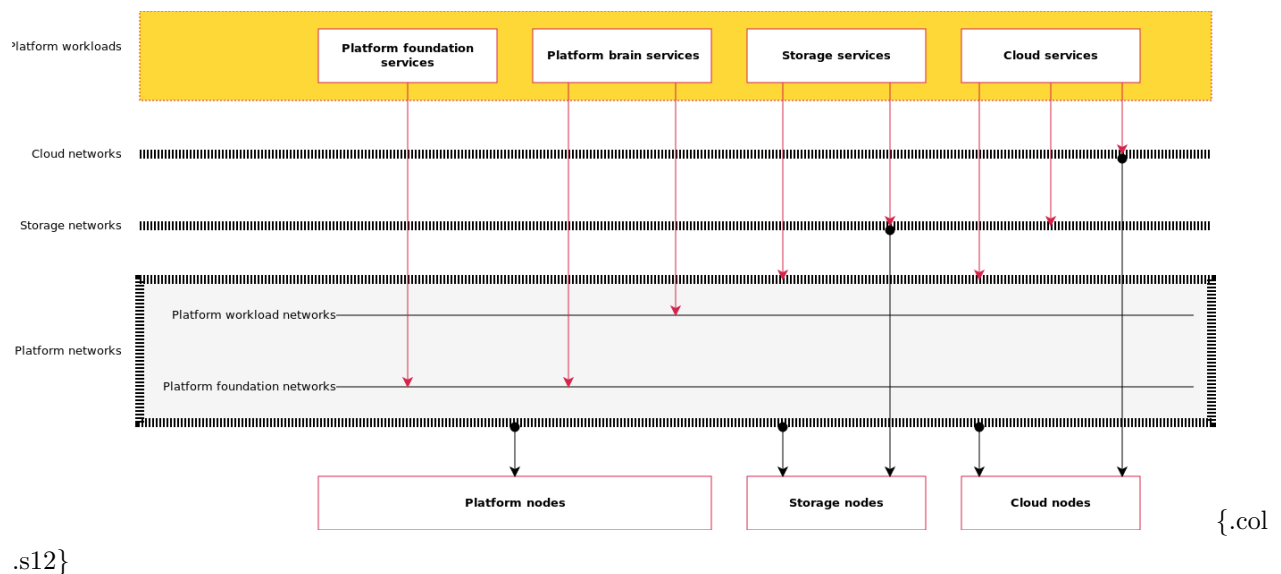 Platform workloads
Platform foundation
services
Platform brain services
Storage services
Cloud services
Cloud networks
Storage networks
Platform workload networks
Platform networks
Platform foundation networks
Platform nodes
Storage nodes
Cloud nodes
{.col
.s12}